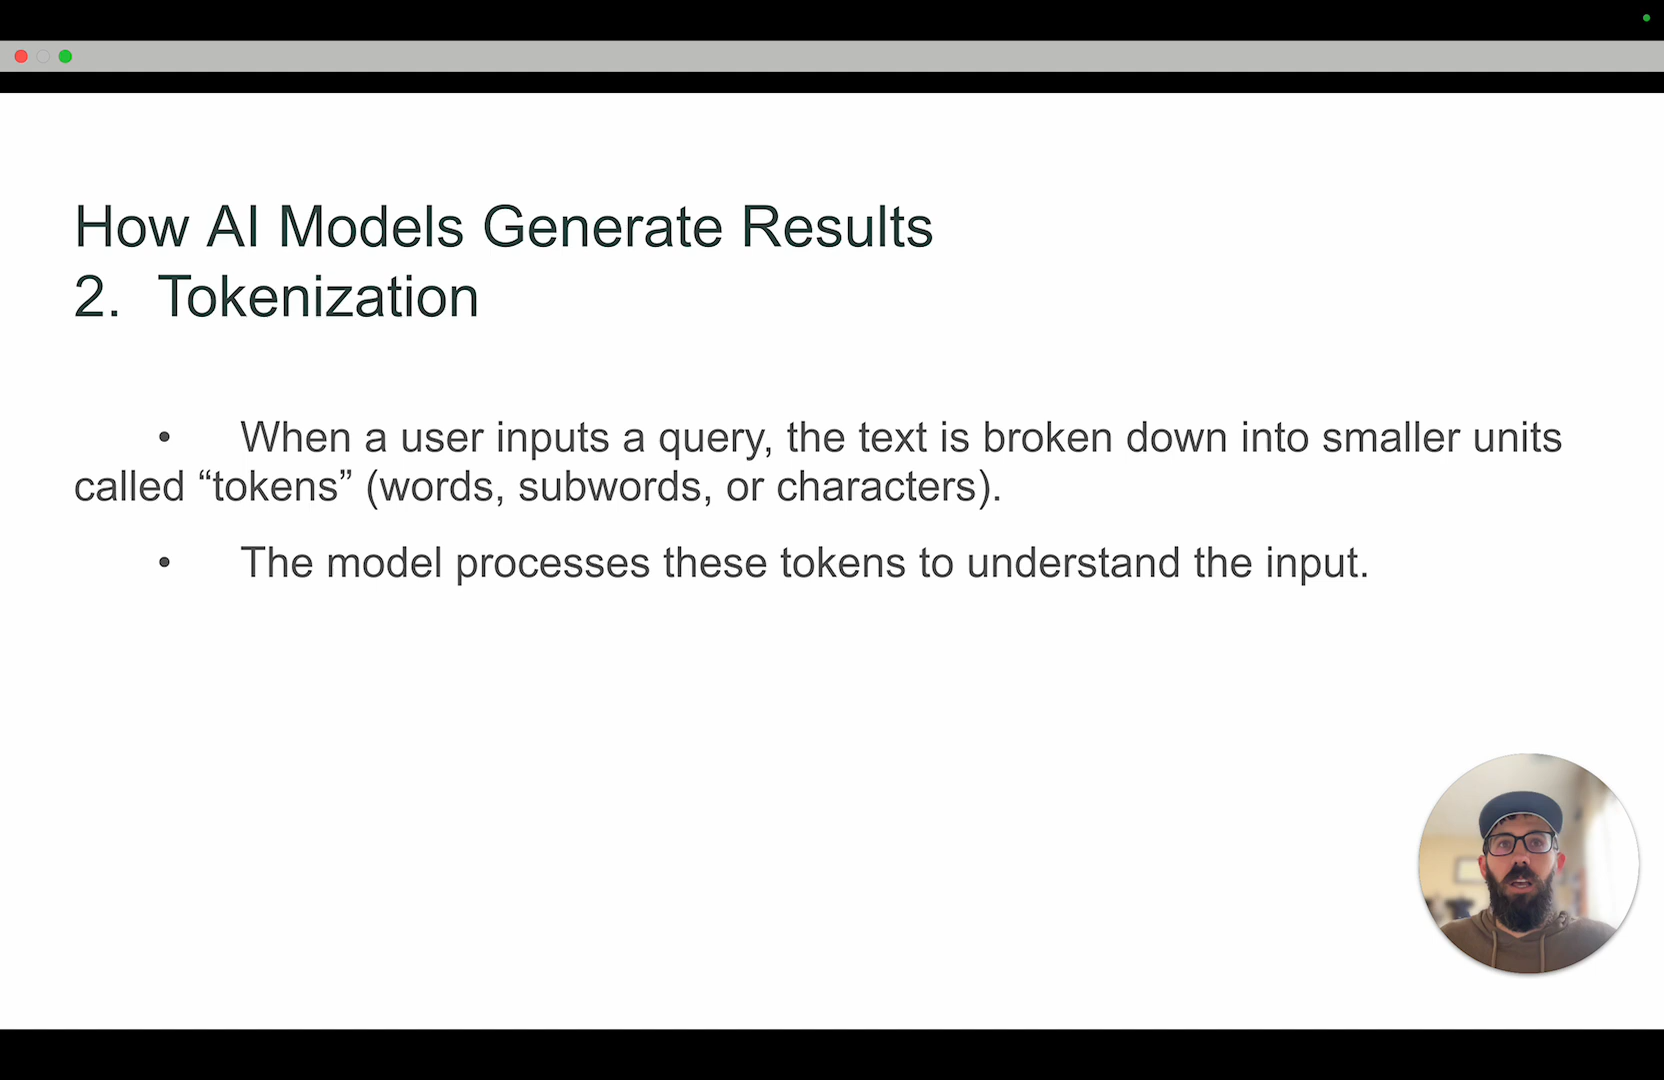 How AI Models Generate Results
2. Tokenization
• When a user inputs a query, the text is broken down into smaller units
called “tokens” (words, subwords, or characters).
• The model processes these tokens to understand the input.